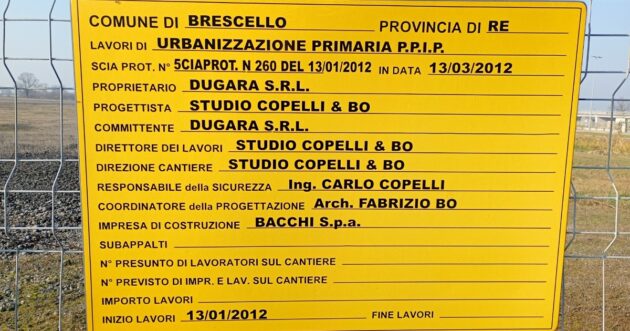 COMUNE DI BRESCELLO PROVINCIA DI RE
LAVORI DI URBANIZZAZIONE PRIMARIA P.P.I.P.
SCIA PROT. N° 5CIAPROT. N 260 DEL 13/01/2012 IN DATA 13/03/2012
PROPRIETARIO DUGARA S.R.L.
PROGETTISTA STUDIO COPELLI & BO
COMMITTENTE DUGARA S.R.L.
DIRETTORE DEI LAVORI STUDIO COPELLI & BO
DIREZIONE CANTIERE STUDIO COPELLI & BO
RESPONSABILE della SICUREZZA Ing. CARLO COPELLI
COORDINATORE della PROGETTAZIONE Arch. FABRIZIO BO
IMPRESA DI COSTRUZIONE BACCHI S.p.a.
SUBAPPALTI
N° PRESUNTO DI LAVORATORI SUL CANTIERE
N° PREVISTO DI IMPR. E LAV. SUL CANTIERE
IMPORTO LAVORI
INIZIO LAVORI 13/01/2012 FINE LAVORI